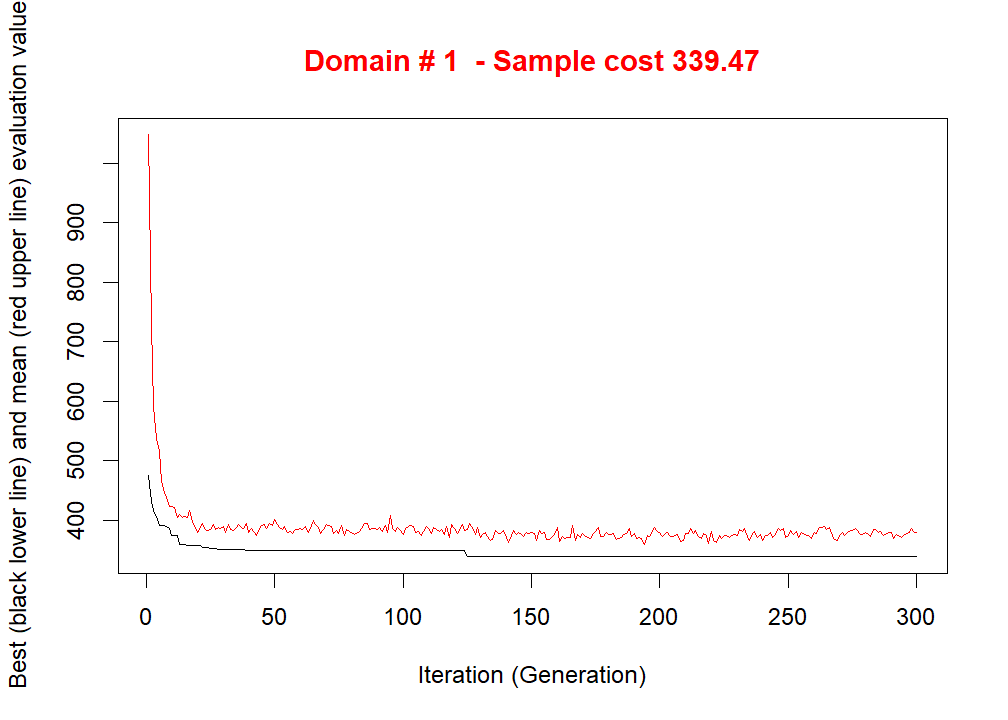 Domain # 1  - Sample cost 339.47
Best (black lower line) and mean (red upper line) evaluation value
900
800
700
600
500
400
0 50 100 150 200 250 300
Iteration (Generation)